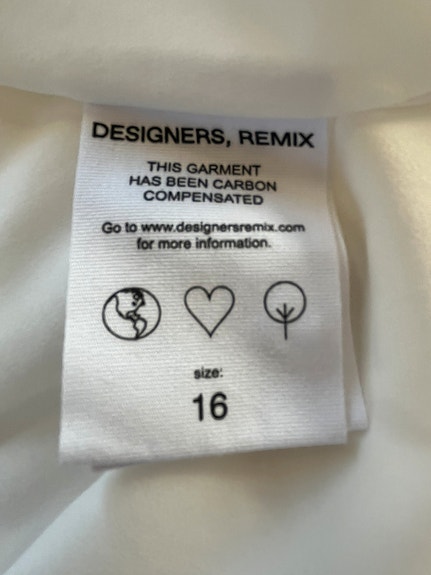 DESIGNERS, REMIX
THIS GARMENT
HAS BEEN CARBON
COMPENSATED
Go to www.designersremix.com
for more information.
size:
16